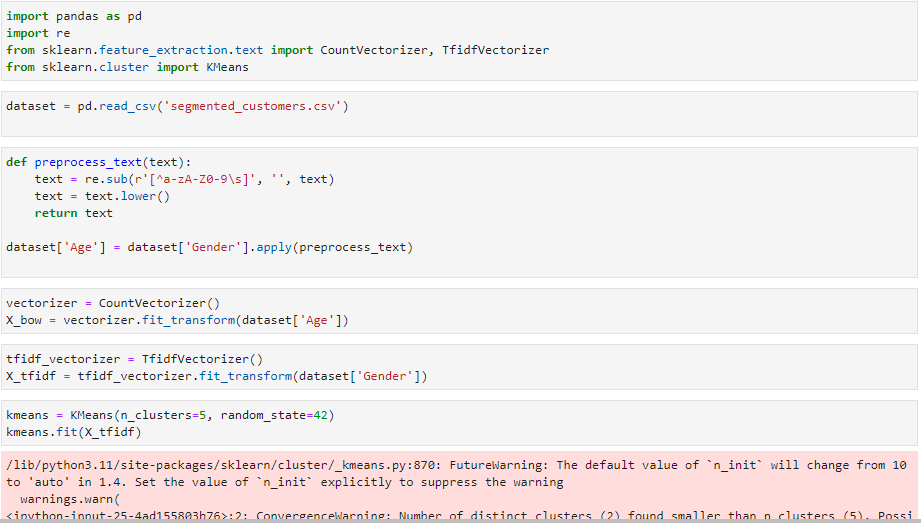 import pandas as pd
import re
from sklearn.feature_extraction.text import CountVectorizer, TfidfVectorizer
from sklearn.cluster import KMeans
dataset = pd.read_csv('segmented_customers.csv')
def preprocess_text(text):
    text = re.sub(r'[^a-zA-Z0-9\s]', '', text)
    text = text.lower()
    return text
dataset['Age'] = dataset['Gender'].apply(preprocess_text)
vectorizer = CountVectorizer()
X_bow = vectorizer.fit_transform(dataset['Age'])
tfidf_vectorizer = TfidfVectorizer()
X_tfidf = tfidf_vectorizer.fit_transform(dataset['Gender'])
kmeans = KMeans(n_clusters=5, random_state=42)
kmeans.fit(X_tfidf)
/lib/python3.11/site-packages/sklearn/cluster/_kmeans.py:870: FutureWarning: The default value of `n_init` will change from 10
to 'auto' in 1.4. Set the value of `n_init` explicitly to suppress the warning
  warnings.warn(
<ipython-input-25-4ad155803b76>:2: ConvergenceWarning: Number of distinct clusters (2) found smaller than n_clusters (5). Possi